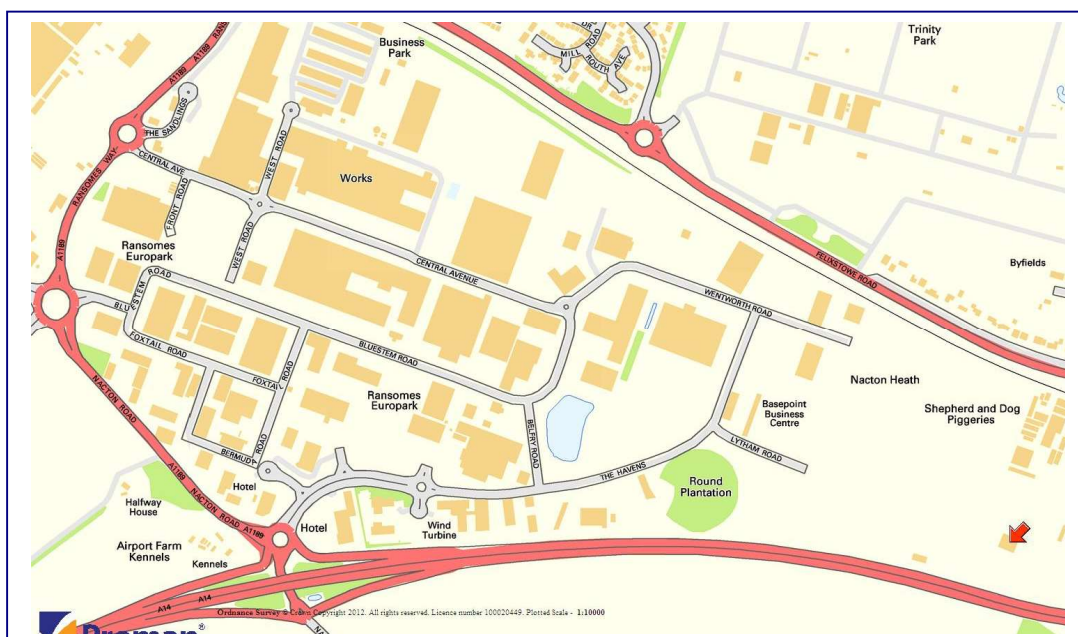 A1189 A1189
Business
Park
MILL ROAD
SOUTH AVE
Trinity
Park
THE SANDLINGS
RANSOMES WAY
CENTRAL AVE
WEST ROAD
Works
FRONT ROAD
A1189
Ransomes
Europark
WEST ROAD
CENTRAL AVENUE
FELIXSTOWE ROAD
Byfields
BLUESTEM ROAD
WENTWORTH ROAD
FOXTAIL ROAD
BLUESTEM ROAD
FOXTAIL ROAD
Nacton Heath
NACTON ROAD
Ransomes
Europark
Basepoint
Business
Centre
Shepherd and Dog
Piggeries
BELFRY ROAD
LYTHAM ROAD
BERMUDA ROAD
A1189
THE HAVENS
Round
Plantation
Hotel
Halfway
House
NACTON ROAD A1189
Hotel
Wind
Turbine
Airport Farm
Kennels
Kennels
A14
A14
Ordnance Survey © Crown Copyright 2012. All rights reserved. Licence number 100020449. Plotted Scale - 1:10000